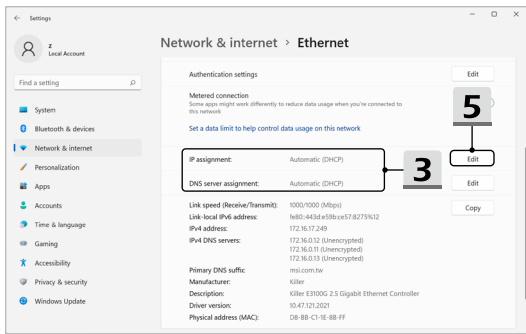 Settings
z
Local Account
Find a setting
System
Bluetooth & devices
Network & internet
Personalization
Apps
Accounts
Time & language
Gaming
Accessibility
Privacy & security
Windows Update
Network & internet > Ethernet
Authentication settings Edit
Metered connection
Some apps might work differently to reduce data usage when you're connected to
this network
Set a data limit to help control data usage on this network
5
IP assignment: Automatic (DHCP) Edit
3
DNS server assignment: Automatic (DHCP) Edit
Link speed (Receive/Transmit): 1000/1000 (Mbps) Copy
Link-local IPv6 address: fe80::443d:e59b:ce57:8275%12
IPv4 address: 172.16.17.249
IPv4 DNS servers: 172.16.0.12 (Unencrypted)
172.16.0.11 (Unencrypted)
172.16.0.13 (Unencrypted)
Primary DNS suffix: msi.com.tw
Manufacturer: Killer
Description: Killer E3100G 2.5 Gigabit Ethernet Controller
Driver version: 10.47.121.2021
Physical address (MAC): D8-BB-C1-1E-8B-FF